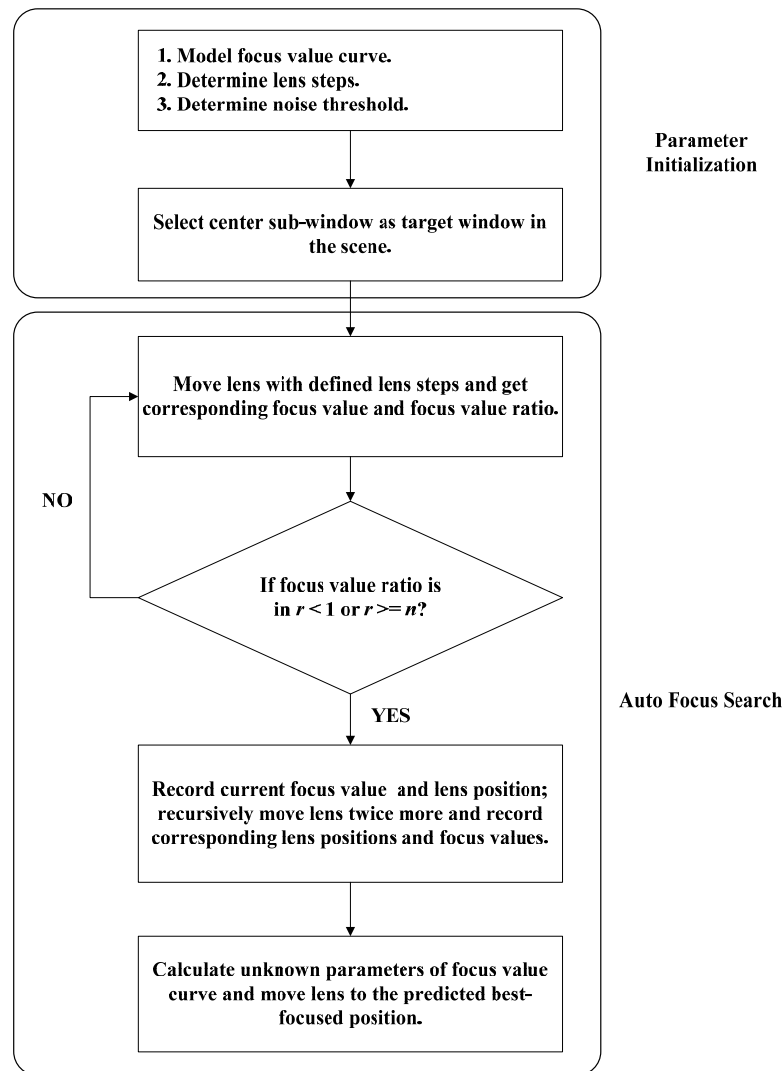 1. Model focus value curve.
2. Determine lens steps.
3. Determine noise threshold.
Parameter
Initialization
Select center sub-window as target window in
the scene.
Move lens with defined lens steps and get
corresponding focus value and focus value ratio.
NO
If focus value ratio is
in r < 1 or r >= n?
YES
Auto Focus Search
Record current focus value and lens position;
recursively move lens twice more and record
corresponding lens positions and focus values.
Calculate unknown parameters of focus value
curve and move lens to the predicted best-
focused position.